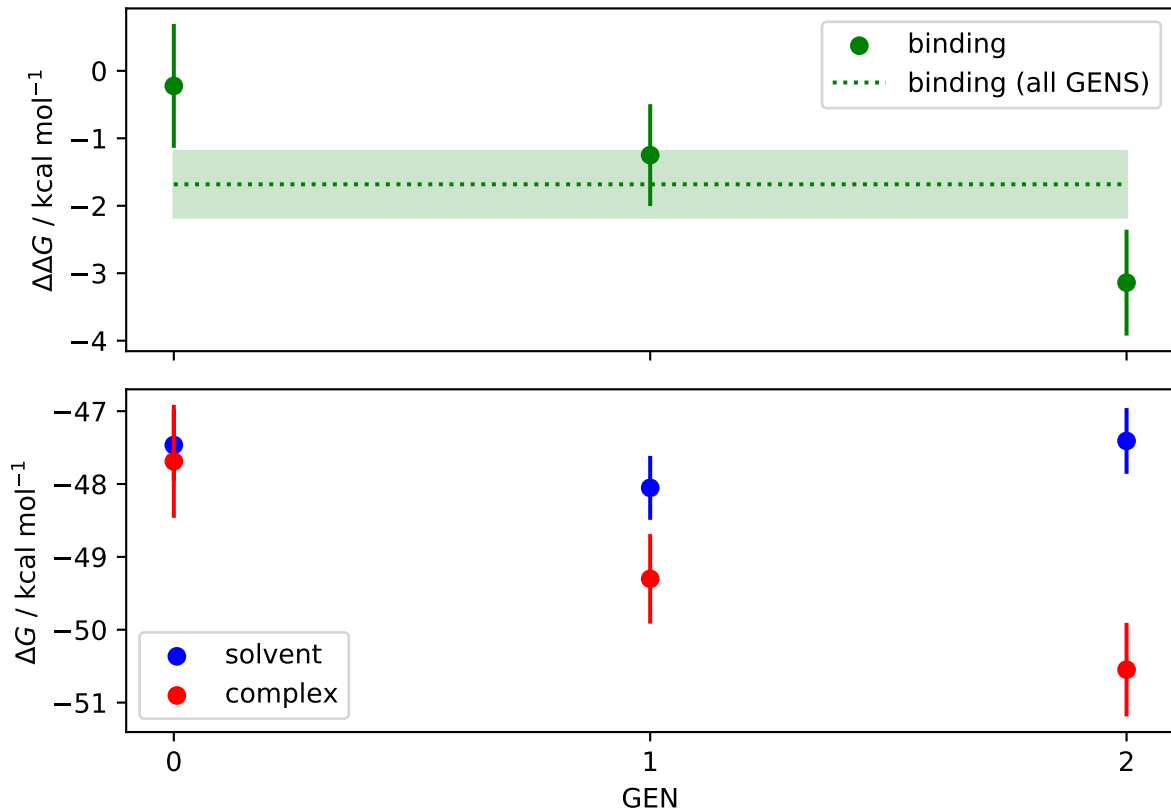 0
−1
−2
−3
−4
ΔΔG / kcal mol⁻¹
binding
binding (all GENS)
−47
−48
−49
−50
−51
ΔG / kcal mol⁻¹
solvent
complex
0 1 2
GEN